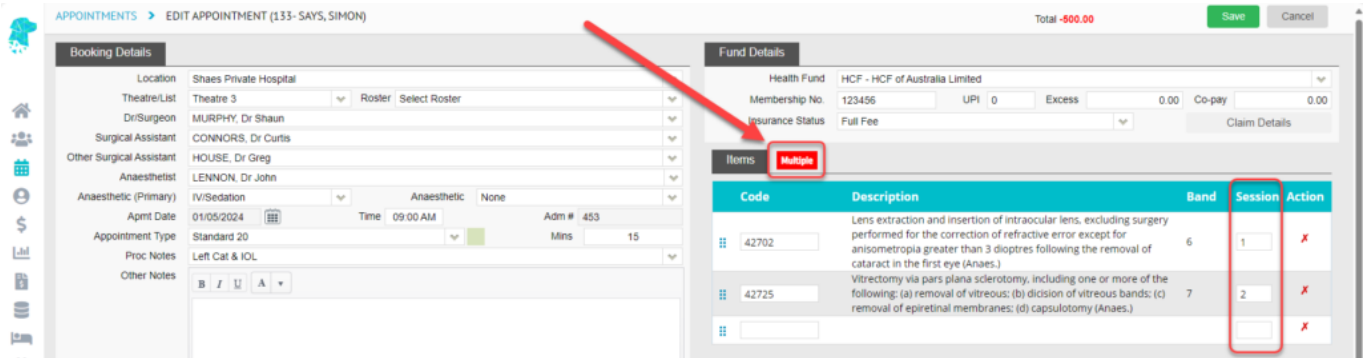 APPOINTMENTS > EDIT APPOINTMENT (133- SAYS, SIMON)
Total -500.00
Save
Cancel
Booking Details
Location Shaes Private Hospital
Theatre/List Theatre 3 Roster Select Roster
Dr/Surgeon MURPHY, Dr Shaun
Surgical Assistant CONNORS, Dr Curtis
Other Surgical Assistant HOUSE, Dr Greg
Anaesthetist LENNON, Dr John
Anaesthetic (Primary) IV/Sedation Anaesthetic None
Apmt Date 01/05/2024 Time 09:00 AM Adm # 453
Appointment Type Standard 20 Mins 15
Proc Notes Left Cat & IOL
Other Notes
B I U A
Fund Details
Health Fund HCF - HCF of Australia Limited
Membership No. 123456 UPI 0 Excess 0.00 Co-pay 0.00
Insurance Status Full Fee Claim Details
Items Multiple
Code Description Band Session Action
Lens extraction and insertion of intraocular lens, excluding surgery
performed for the correction of refractive error except for
42702 anisometropia greater than 3 dioptres following the removal of 6 1 x
cataract in the first eye (Anaes.)
Vitrectomy via pars plana sclerotomy, including one or more of the
42725 following: (a) removal of vitreous; (b) dicision of vitreous bands; (c) 7 2 x
removal of epiretinal membranes; (d) capsulotomy (Anaes.)
x